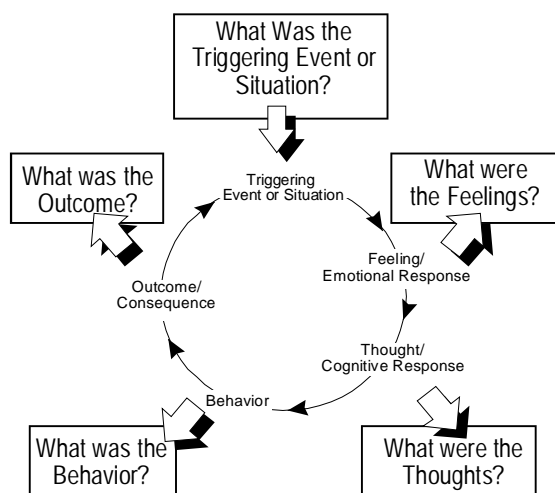 What Was the
Triggering Event or
Situation?
What was the
Outcome?
What were
the Feelings?
Triggering
Event or Situation
Feeling/
Emotional Response
Outcome/
Consequence
Thought/
Cognitive Response
Behavior
What was the
Behavior?
What were the
Thoughts?